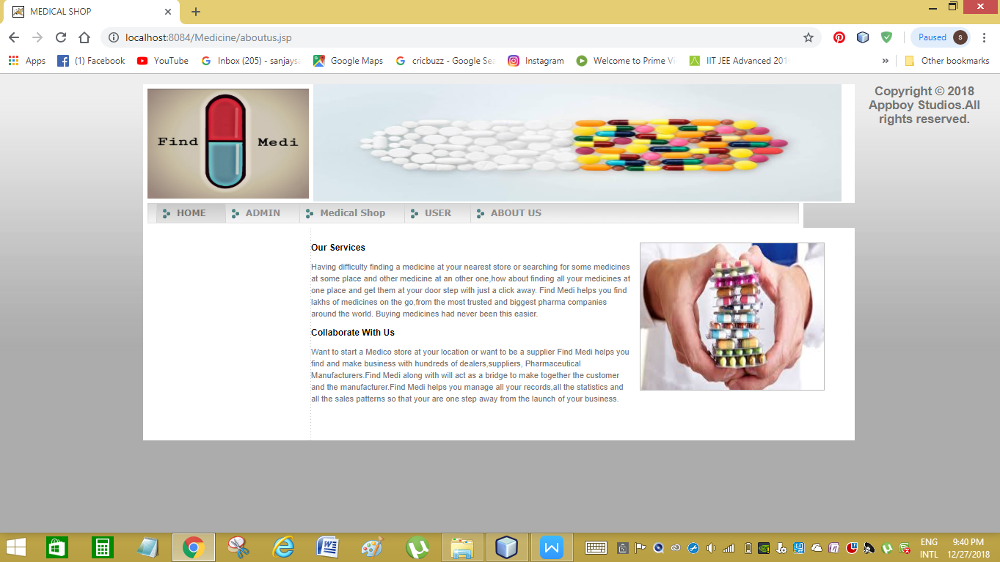 MEDICAL SHOP
localhost:8084/Medicine/aboutus.jsp
Paused
S
Apps
(1) Facebook
YouTube
Inbox (205) - sanjaysa
Google Maps
cricbuzz - Google Sea
Instagram
Welcome to Prime Vi
IIT JEE Advanced 2016
Other bookmarks
Find Medi
Copyright © 2018
Appboy Studios.All
rights reserved.
HOME
ADMIN
Medical Shop
USER
ABOUT US
Our Services
Having difficulty finding a medicine at your nearest store or searching for some medicines
at some place and other medicine at an other one,how about finding all your medicines at
one place and get them at your door step with just a click away. Find Medi helps you find
lakhs of medicines on the go,from the most trusted and biggest pharma companies
around the world. Buying medicines had never been this easier.
Collaborate With Us
Want to start a Medico store at your location or want to be a supplier Find Medi helps you
find and make business with hundreds of dealers,suppliers, Pharmaceutical
Manufacturers.Find Medi along with will act as a bridge to make together the customer
and the manufacturer.Find Medi helps you manage all your records,all the statistics and
all the sales patterns so that your are one step away from the launch of your business.
ENG
INTL
9:40 PM
12/27/2018